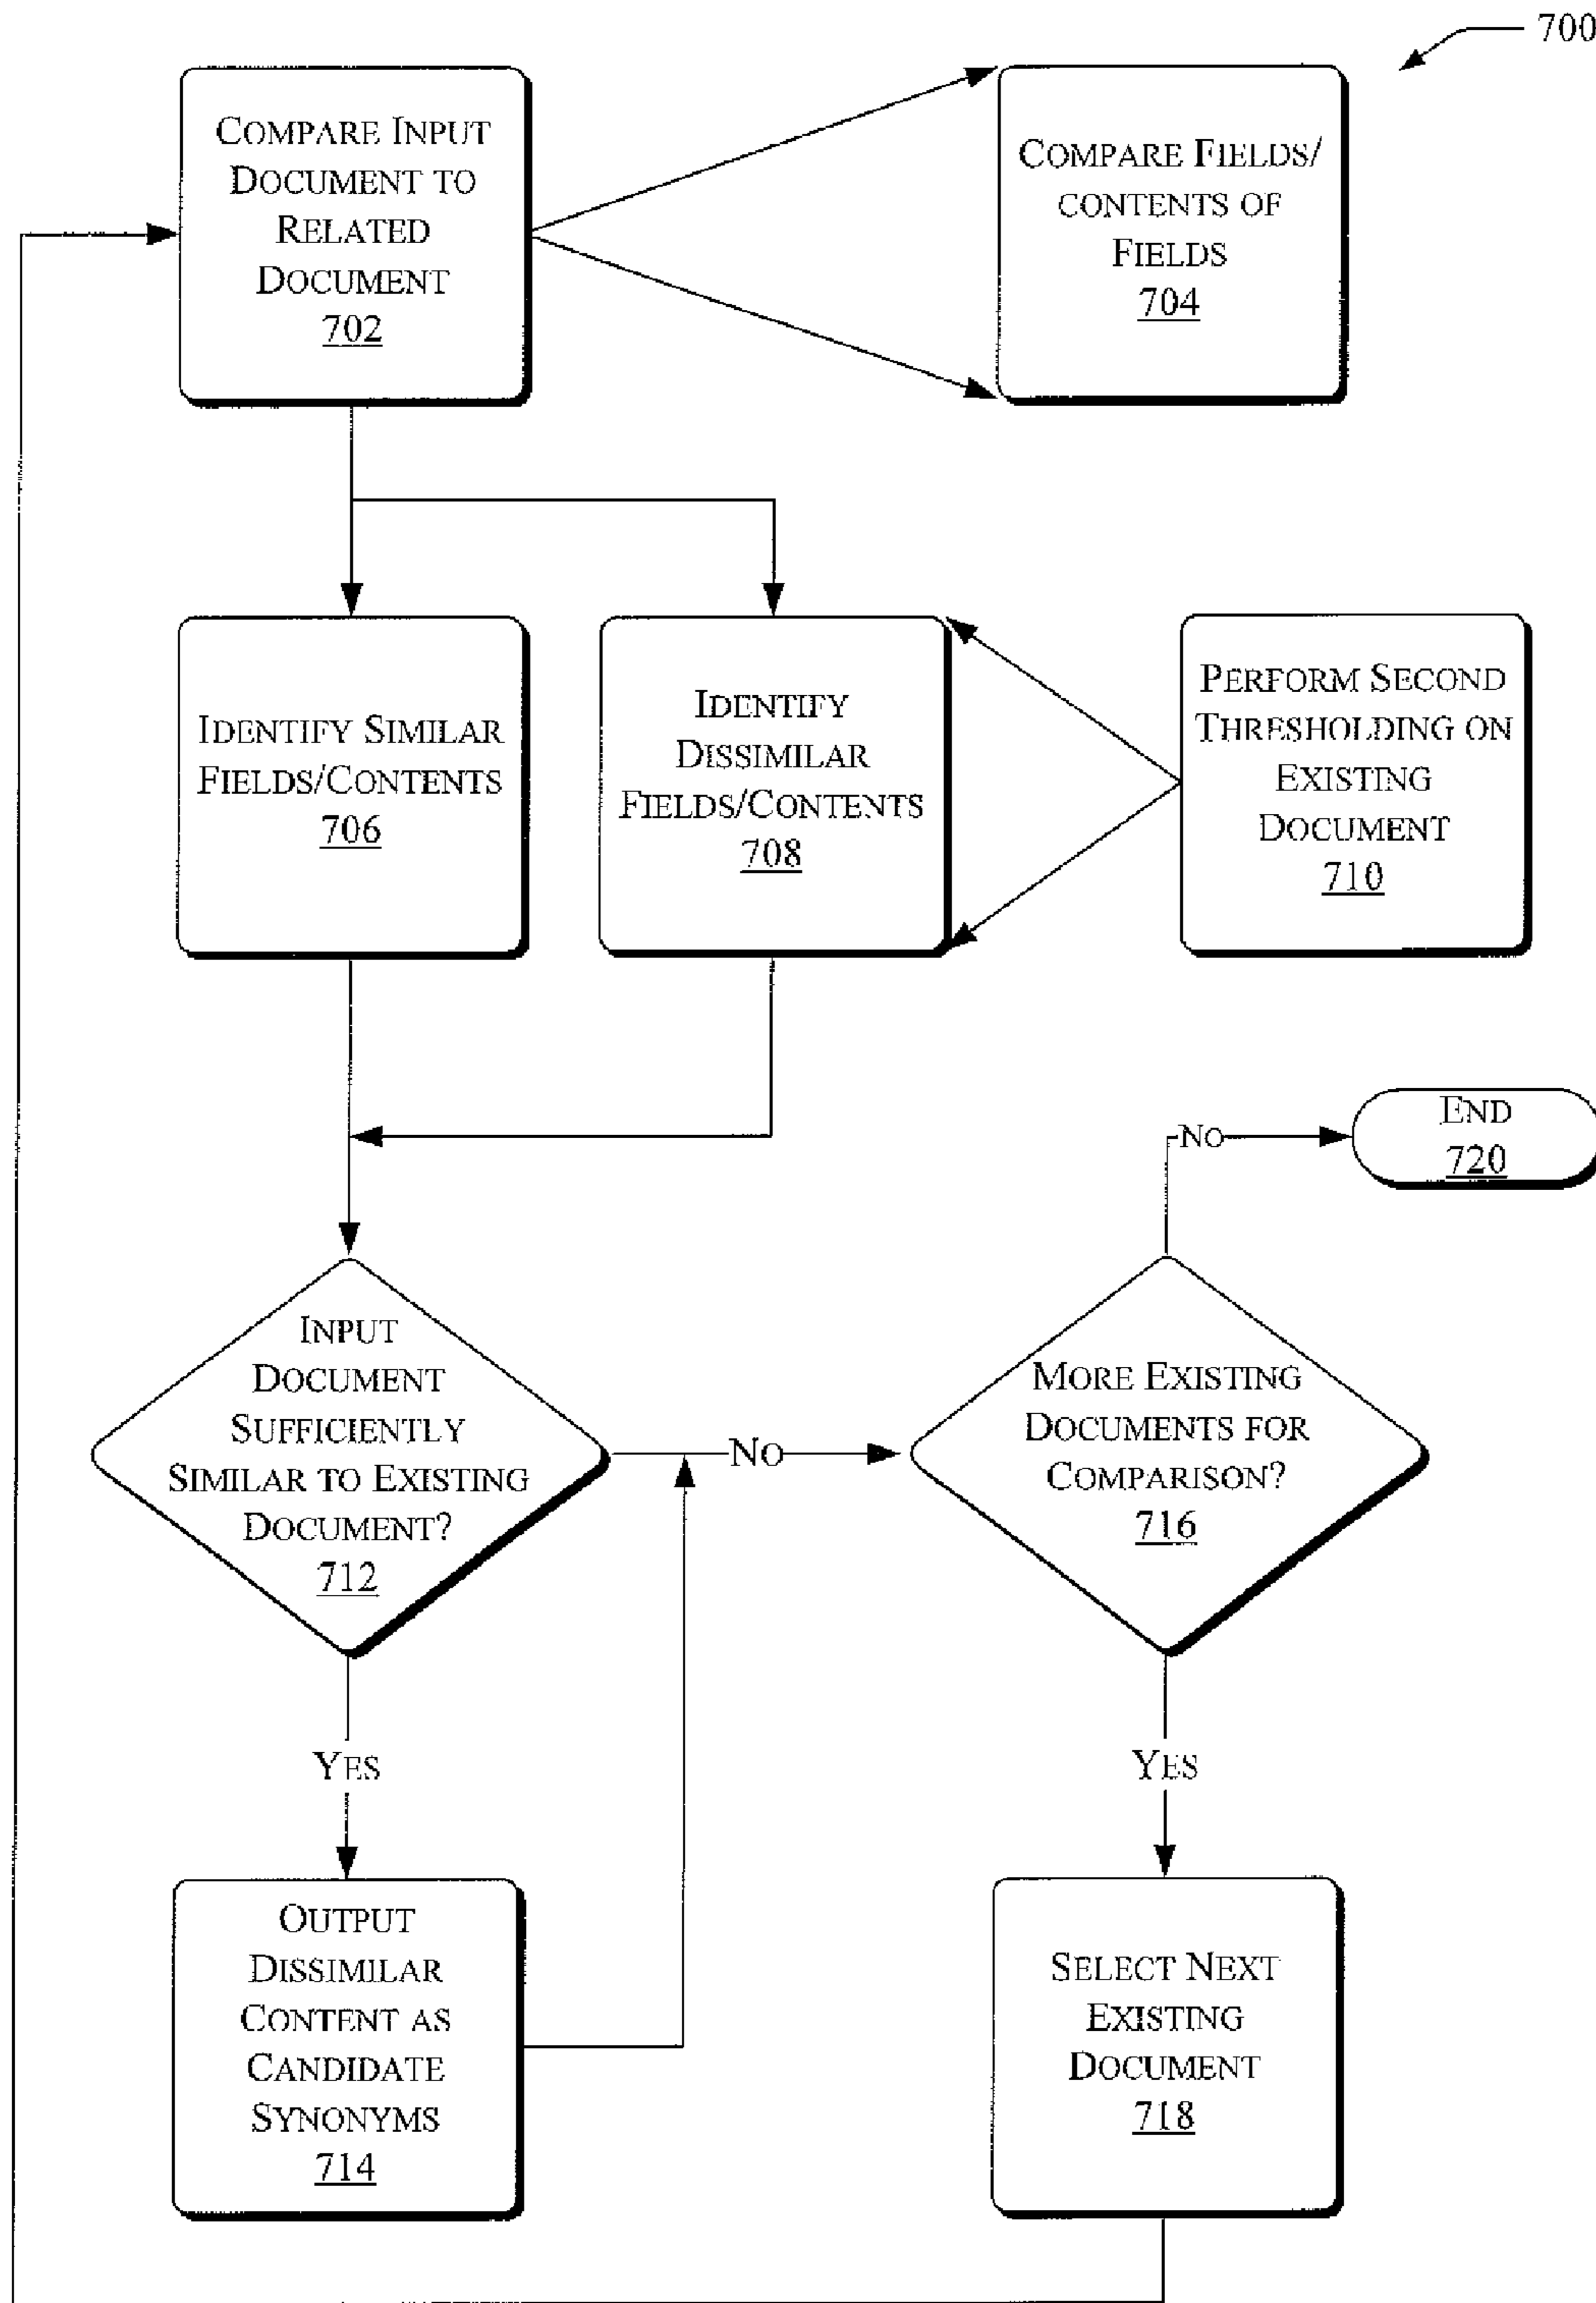 700
COMPARE INPUT
DOCUMENT TO
RELATED
DOCUMENT
702
COMPARE FIELDS/
CONTENTS OF
FIELDS
704
IDENTIFY SIMILAR
FIELDS/CONTENTS
706
IDENTIFY
DISSIMILAR
FIELDS/CONTENTS
708
PERFORM SECOND
THRESHOLDING ON
EXISTING
DOCUMENT
710
NO
END
720
INPUT
DOCUMENT
SUFFICIENTLY
SIMILAR TO EXISTING
DOCUMENT?
712
NO
MORE EXISTING
DOCUMENTS FOR
COMPARISON?
716
YES
YES
OUTPUT
DISSIMILAR
CONTENT AS
CANDIDATE
SYNONYMS
714
SELECT NEXT
EXISTING
DOCUMENT
718